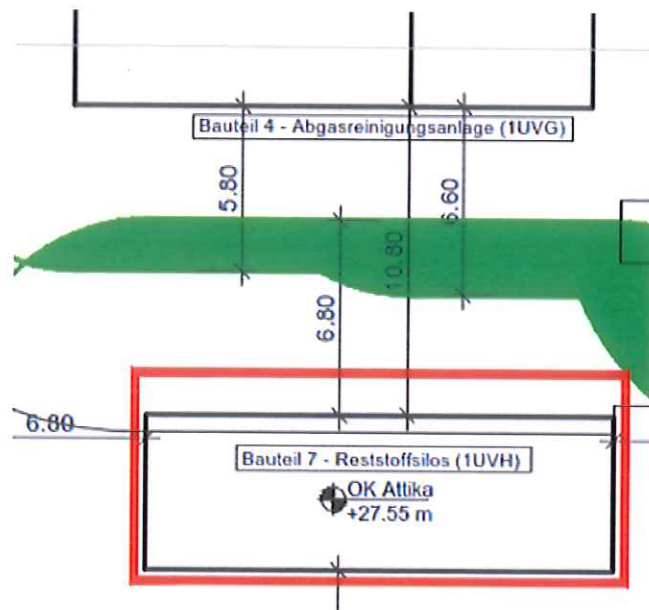 Bauteil 4 - Abgasreinigungsanlage (1UVG)
5.80
6.60
10.80
6.80
6.80
Bauteil 7 - Reststoffsilos (1UVH)
OK Attika
+27.55 m